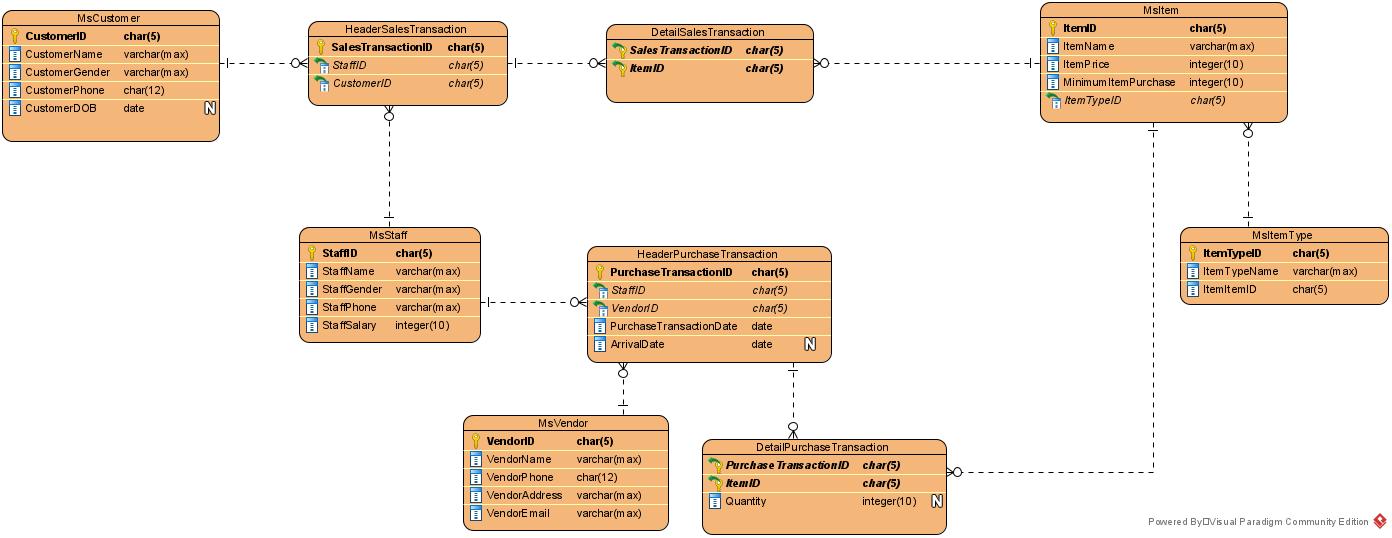 MsCustomer
CustomerID char(5)
CustomerName varchar(max)
CustomerGender varchar(max)
CustomerPhone char(12)
CustomerDOB date N
HeaderSalesTransaction
SalesTransactionID char(5)
StaffID char(5)
CustomerID char(5)
DetailSalesTransaction
SalesTransactionID char(5)
ItemID char(5)
MsItem
ItemID char(5)
ItemName varchar(max)
ItemPrice integer(10)
MinimumItemPurchase integer(10)
ItemTypeID char(5)
MsStaff
StaffID char(5)
StaffName varchar(max)
StaffGender varchar(max)
StaffPhone varchar(max)
StaffSalary integer(10)
HeaderPurchaseTransaction
PurchaseTransactionID char(5)
StaffID char(5)
VendorID char(5)
PurchaseTransactionDate date
ArrivalDate date N
MsItemType
ItemTypeID char(5)
ItemTypeName varchar(max)
ItemItemID char(5)
MsVendor
VendorID char(5)
VendorName varchar(max)
VendorPhone char(12)
VendorAddress varchar(max)
VendorEmail varchar(max)
DetailPurchaseTransaction
PurchaseTransactionID char(5)
ItemID char(5)
Quantity integer(10) N
Powered By▯Visual Paradigm Community Edition